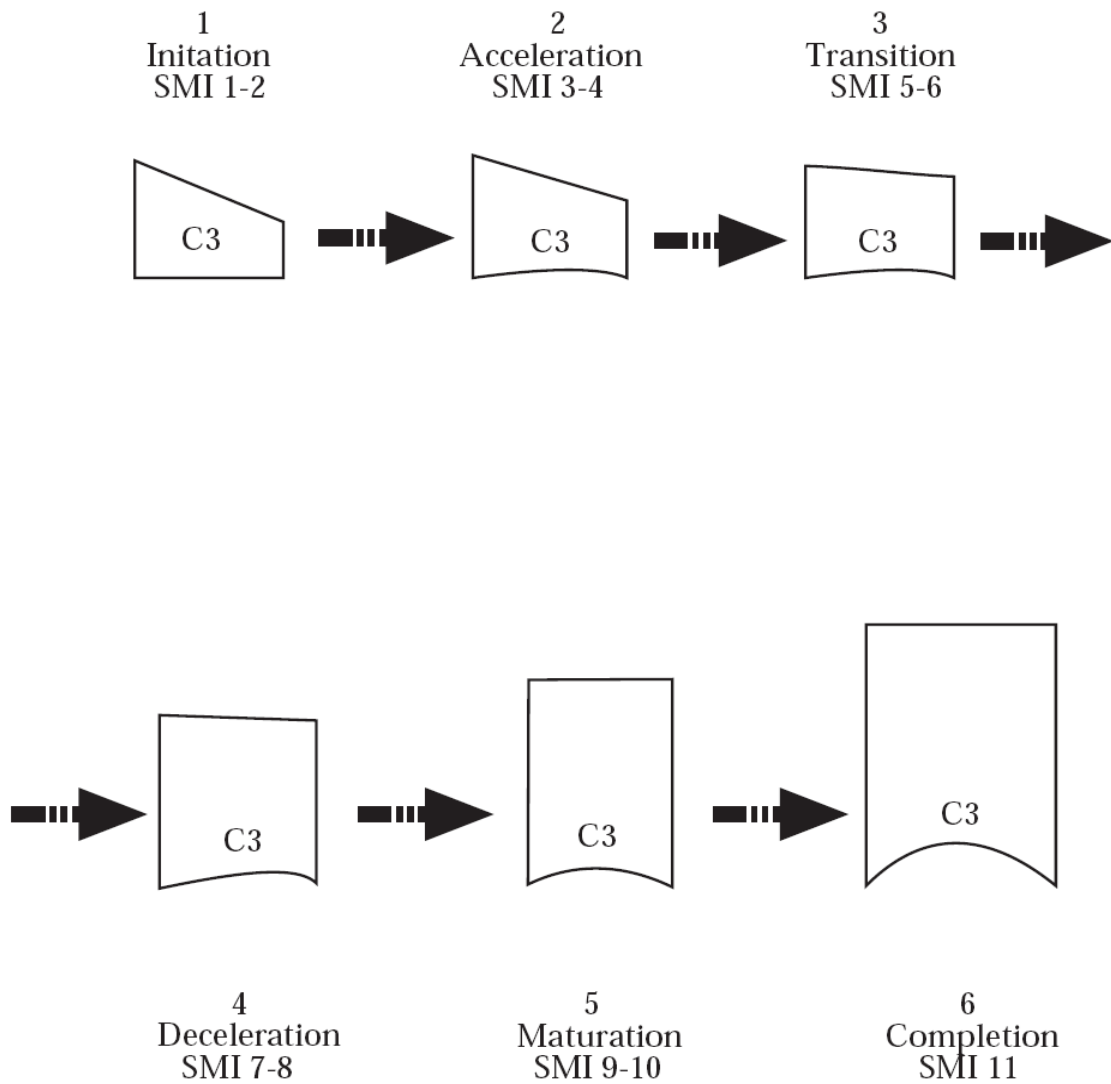 1
Initation
SMI 1-2
2
Acceleration
SMI 3-4
3
Transition
SMI 5-6
C3
C3
C3
C3
C3
C3
4
Deceleration
SMI 7-8
5
Maturation
SMI 9-10
6
Completion
SMI 11